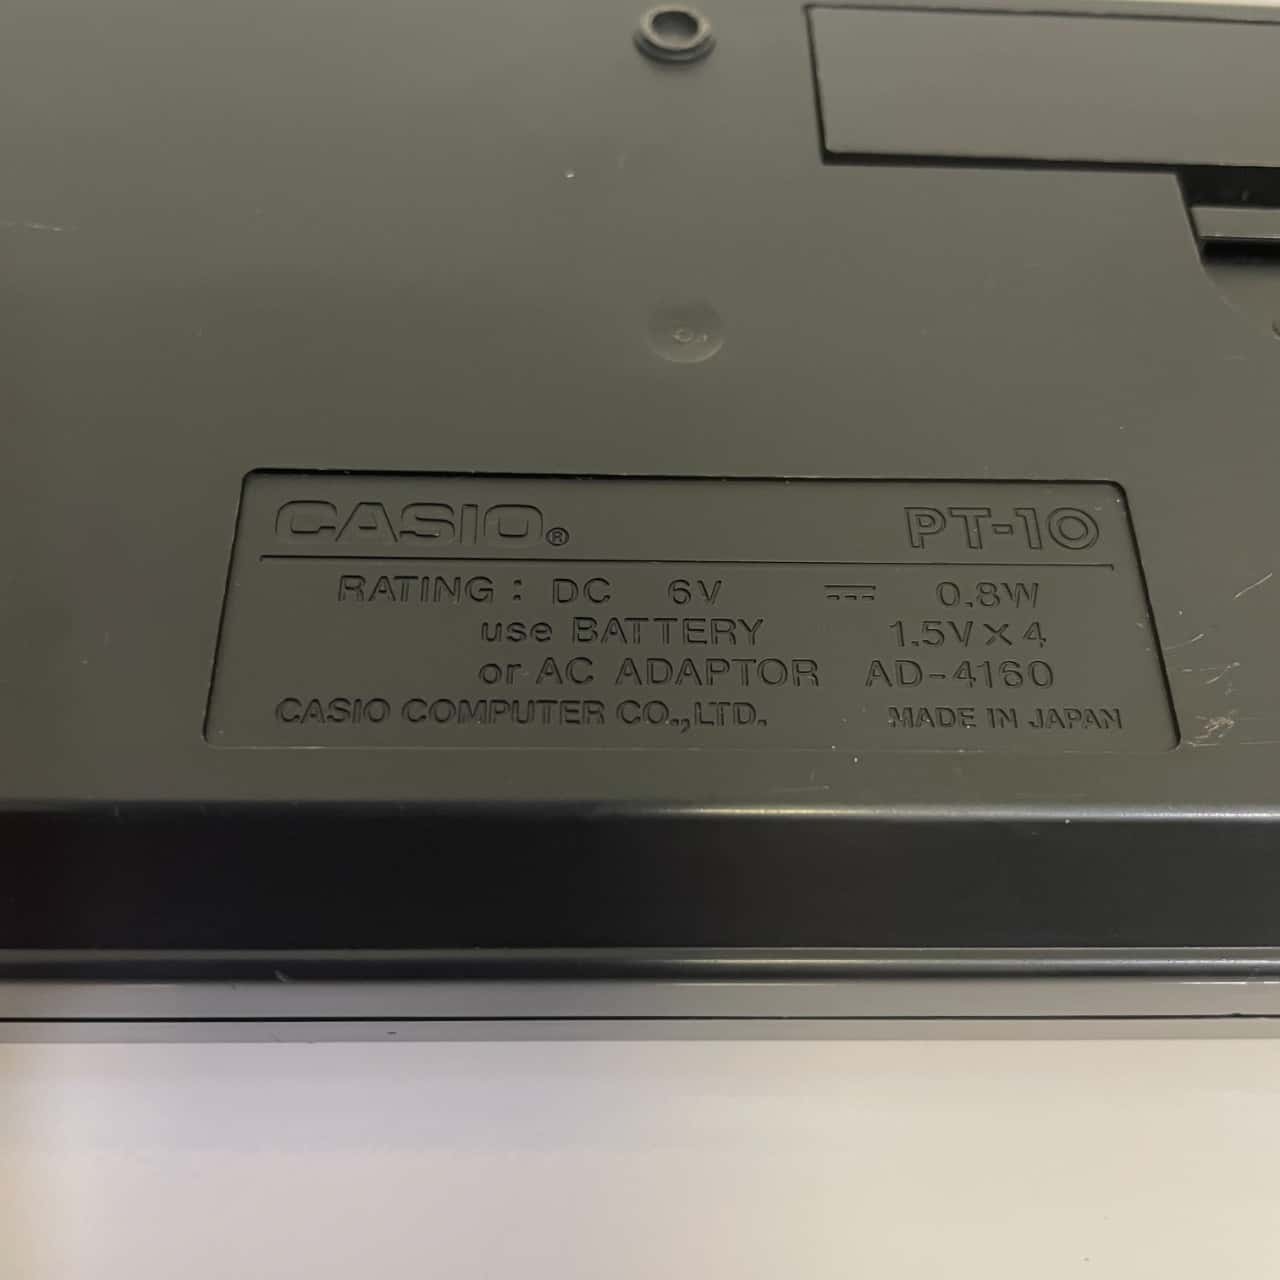 CASIO® PT-10
RATING : DC 6V ⎓ 0.8W
use BATTERY 1.5V×4
or AC ADAPTOR AD-4160
CASIO COMPUTER CO.,LTD. MADE IN JAPAN